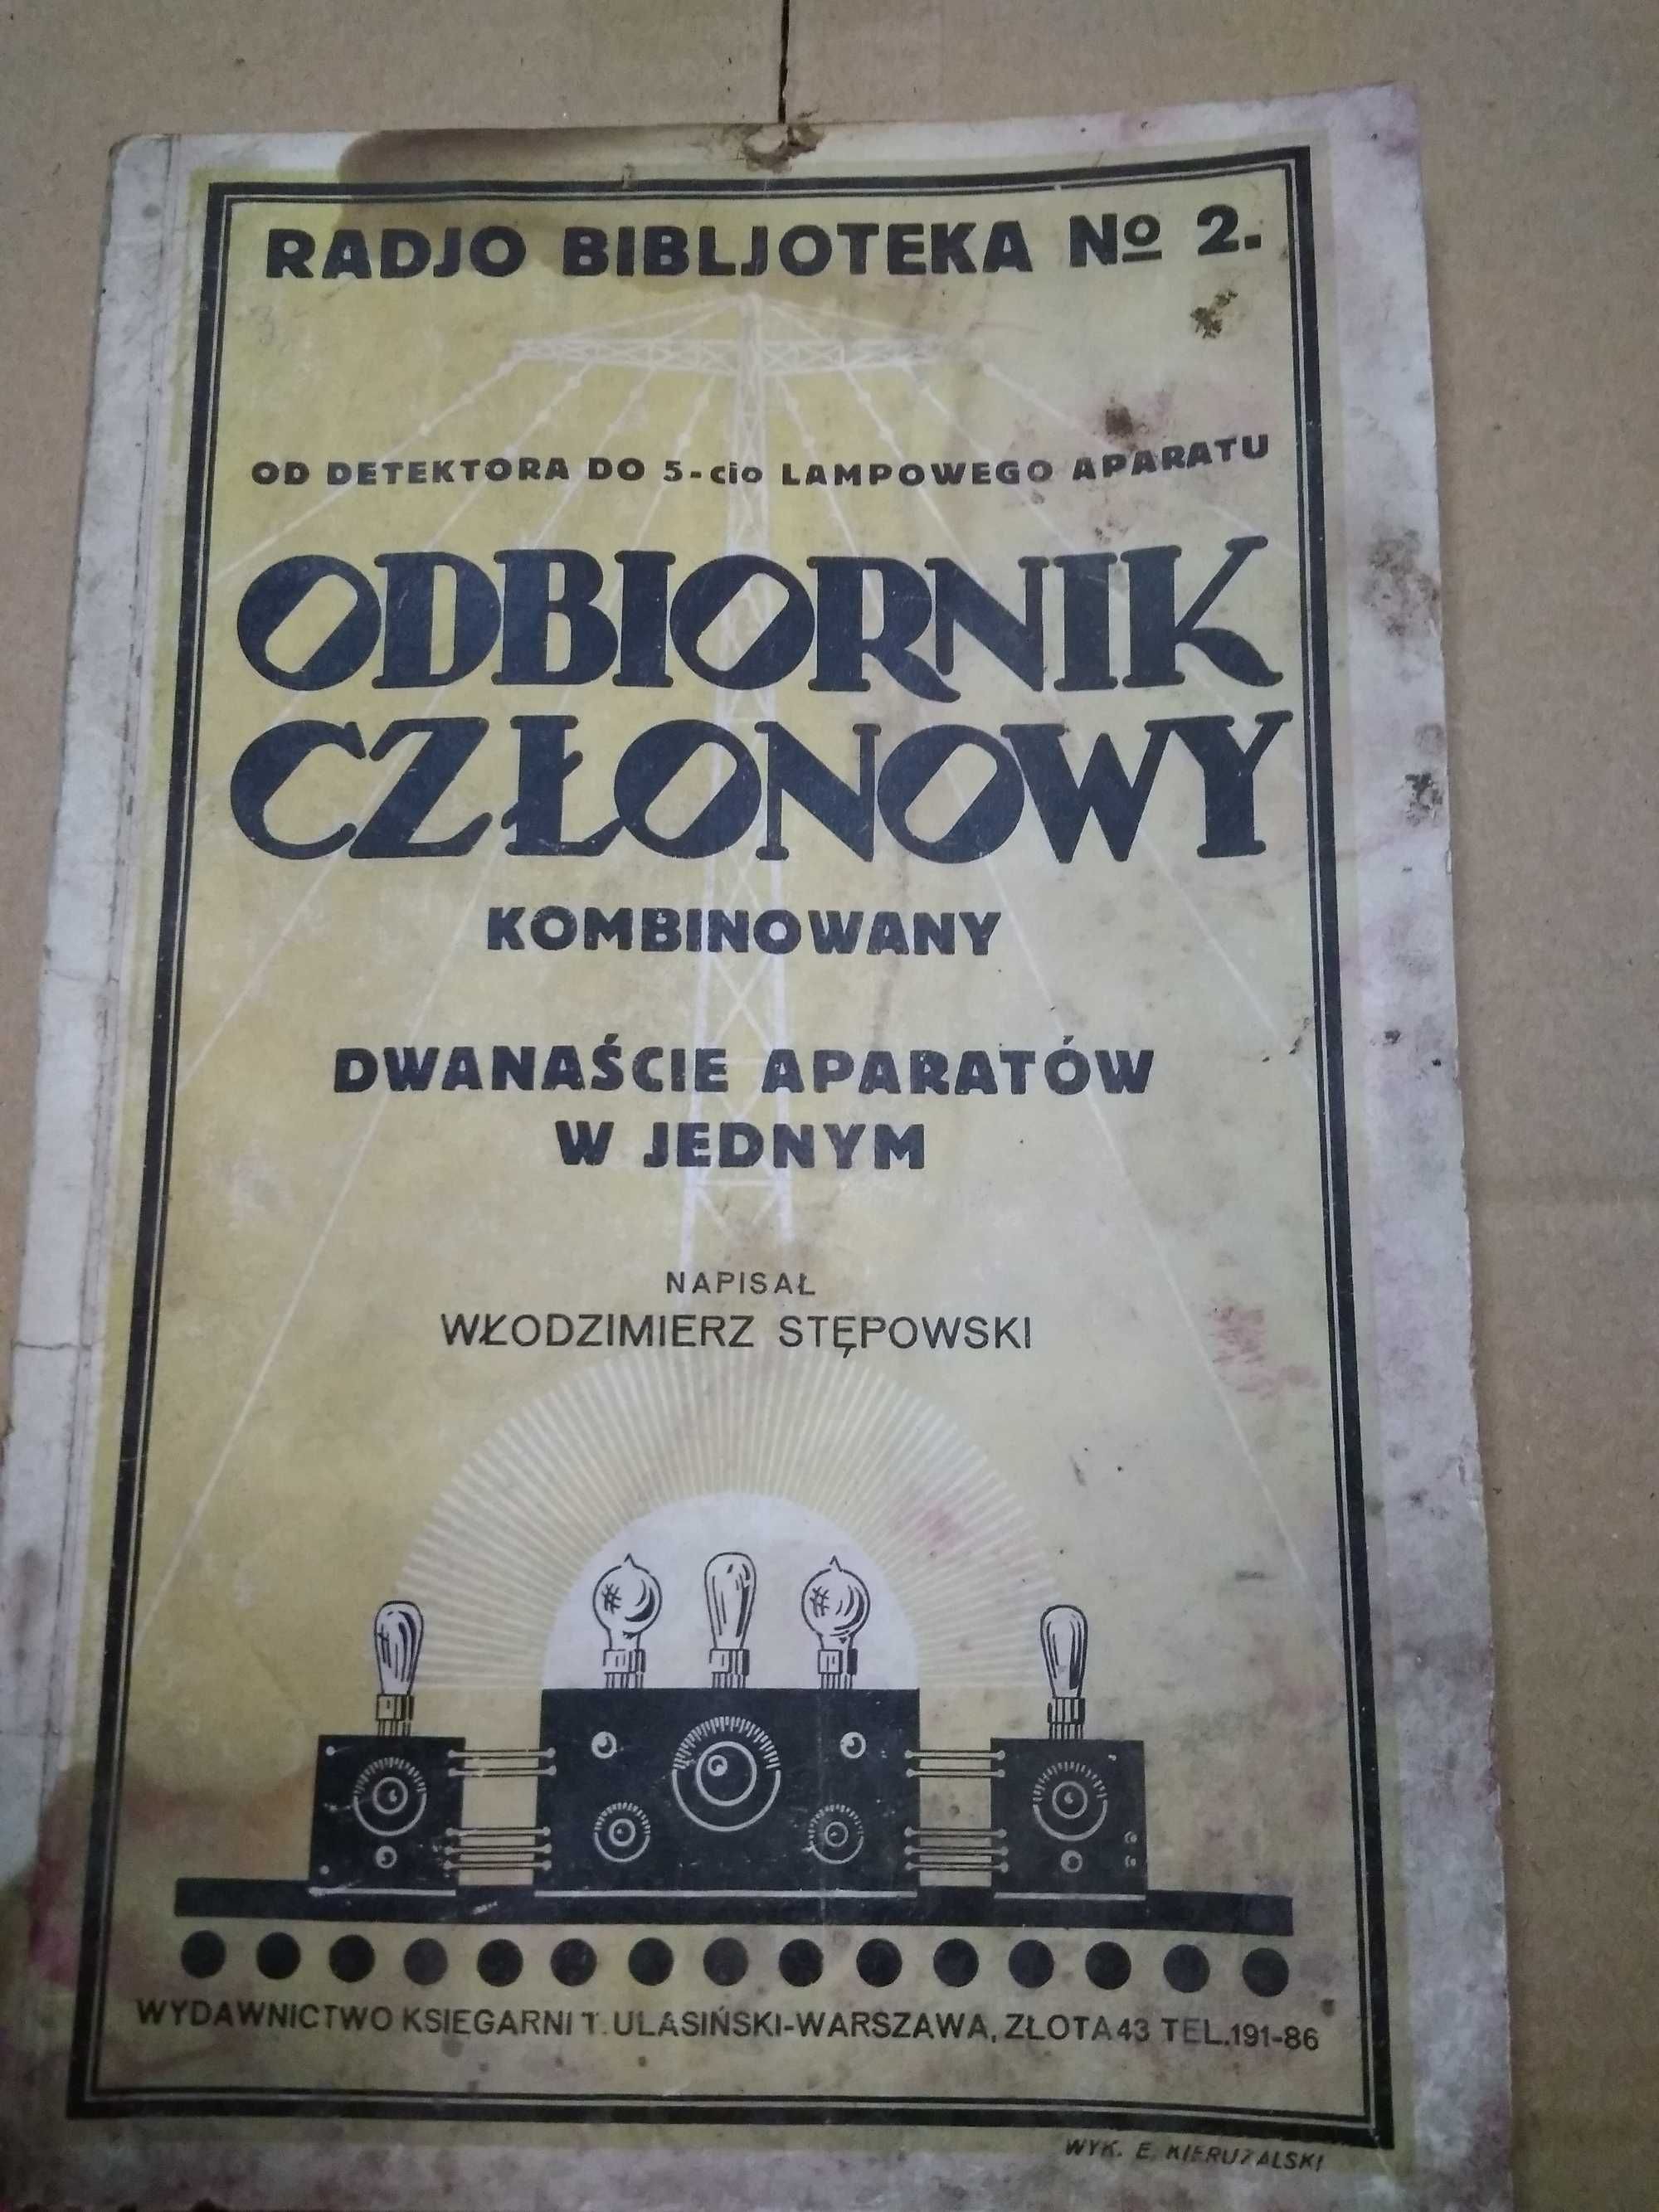 RADJO BIBLJOTEKA No 2.
OD DETEKTORA DO 5-cio LAMPOWEGO APARATU
ODBIORNIK
CZŁONOWY
KOMBINOWANY
DWANAŚCIE APARATÓW
W JEDNYM
NAPISAŁ
WŁODZIMIERZ STĘPOWSKI
WYDAWNICTWO KSIEGARNI T. ULASIŃSKI-WARSZAWA, ZŁOTA 43 TEL. 191-86
WYK. E. KIERUZALSKI